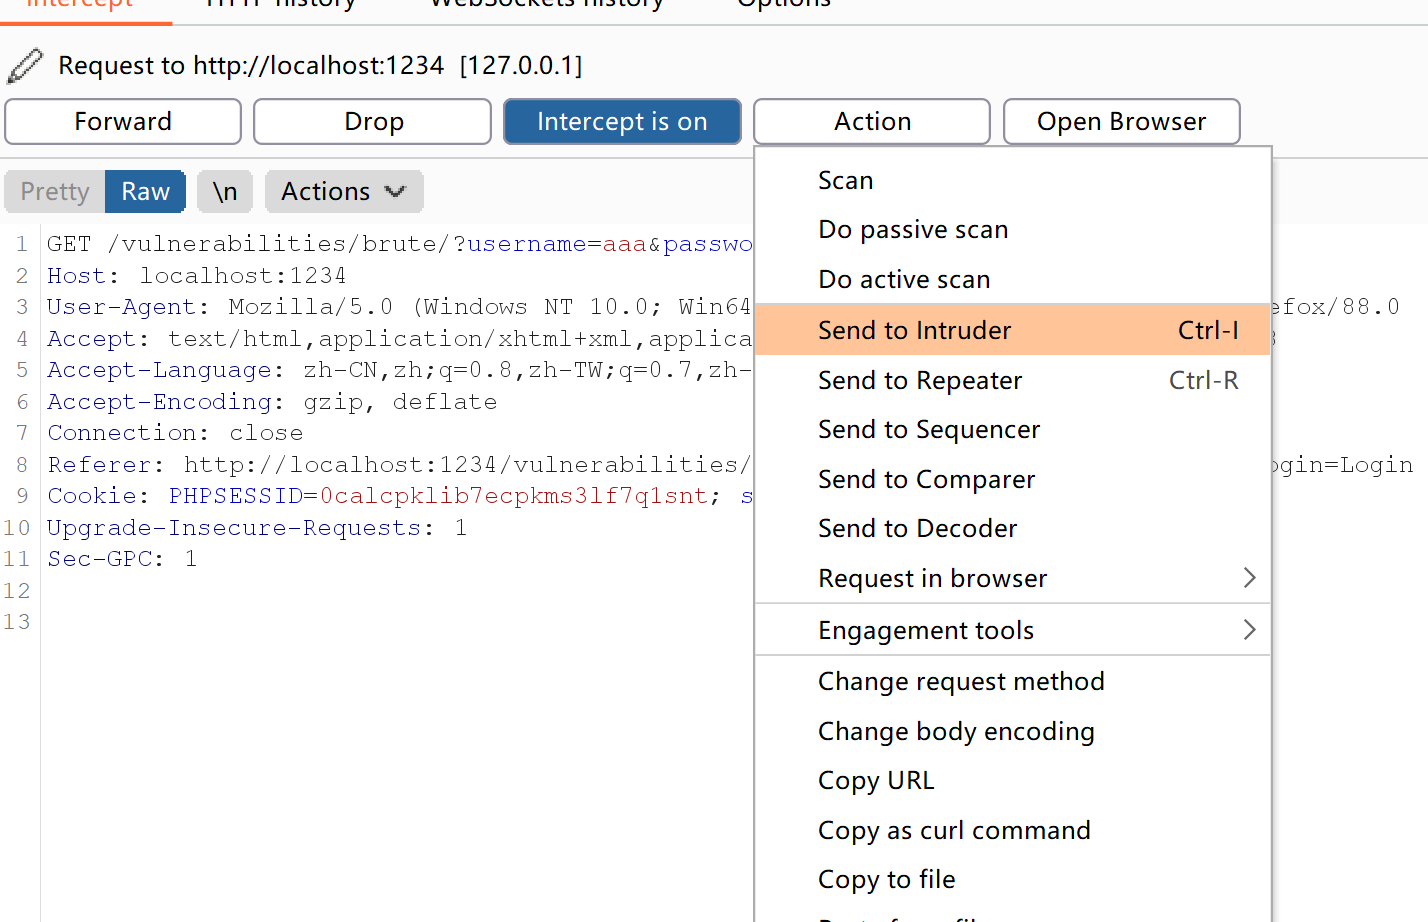 Intercept HTTP history WebSockets history Options
Request to http://localhost:1234 [127.0.0.1]
Forward Drop Intercept is on Action Open Browser
Pretty Raw \n Actions
1 GET /vulnerabilities/brute/?username=aaa&passwo
2 Host: localhost:1234
3 User-Agent: Mozilla/5.0 (Windows NT 10.0; Win64 efox/88.0
4 Accept: text/html,application/xhtml+xml,applica
5 Accept-Language: zh-CN,zh;q=0.8,zh-TW;q=0.7,zh-
6 Accept-Encoding: gzip, deflate
7 Connection: close
8 Referer: http://localhost:1234/vulnerabilities/ ogin=Login
9 Cookie: PHPSESSID=0calcpklib7ecpkms3lf7q1snt; s
10 Upgrade-Insecure-Requests: 1
11 Sec-GPC: 1
12
13
Scan
Do passive scan
Do active scan
Send to Intruder Ctrl-I
Send to Repeater Ctrl-R
Send to Sequencer
Send to Comparer
Send to Decoder
Request in browser
Engagement tools
Change request method
Change body encoding
Copy URL
Copy as curl command
Copy to file